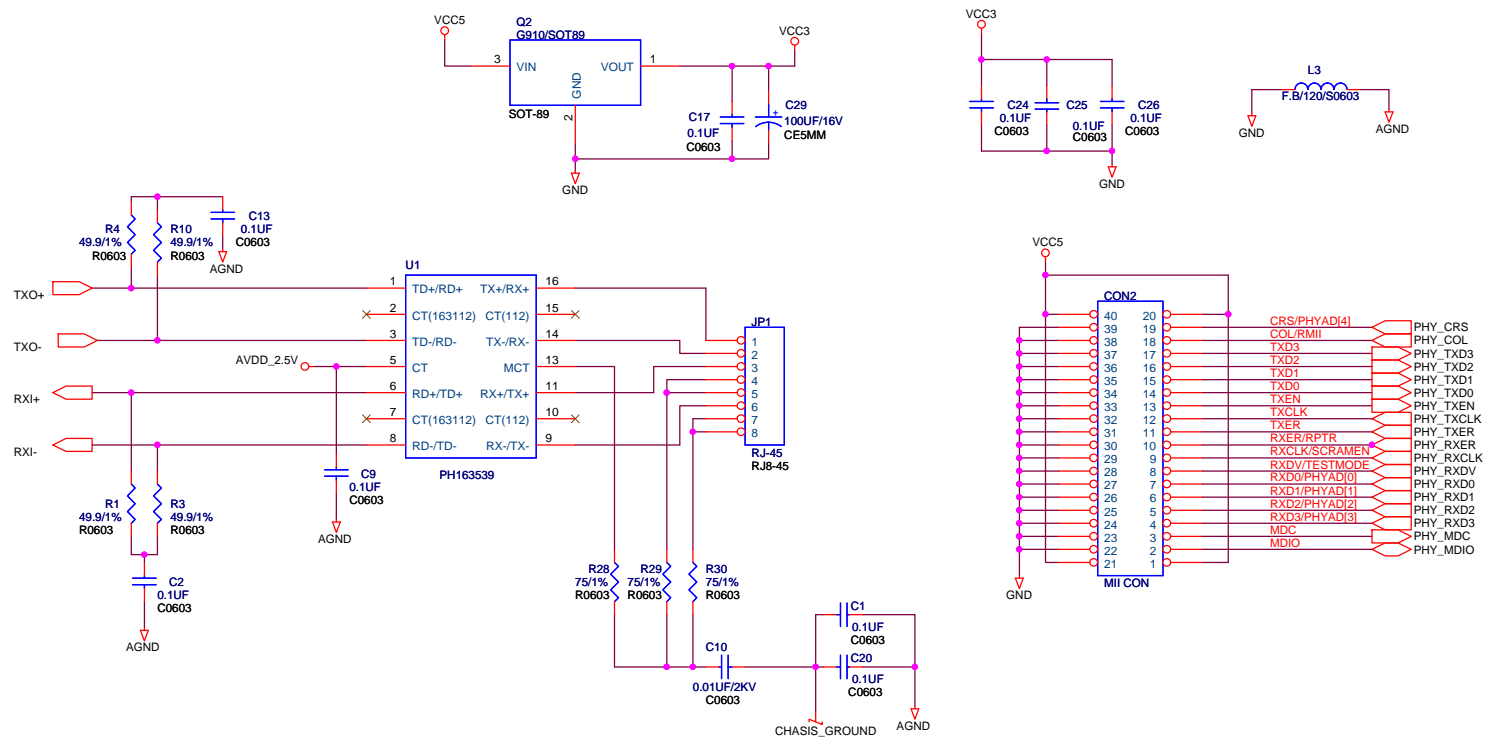 VCC5
Q2
G910/SOT89
3
VIN
VOUT
1
GND
2
SOT-89
VCC3
C17
0.1UF
C0603
C29
100UF/16V
CE5MM
+
GND
VCC3
C24
0.1UF
C0603
C25
0.1UF
C0603
C26
0.1UF
C0603
GND
L3
F.B/120/S0603
GND
AGND
R4
49.9/1%
R0603
R10
49.9/1%
R0603
C13
0.1UF
C0603
AGND
TXO+
TXO-
RXI+
RXI-
AVDD_2.5V
U1
1 TD+/RD+ TX+/RX+ 16
2 CT(163112) CT(112) 15
3 TD-/RD- TX-/RX- 14
5 CT MCT 13
6 RD+/TD+ RX+/TX+ 11
7 CT(163112) CT(112) 10
8 RD-/TD- RX-/TX- 9
PH163539
C9
0.1UF
C0603
AGND
R1
49.9/1%
R0603
R3
49.9/1%
R0603
C2
0.1UF
C0603
AGND
JP1
1
2
3
4
5
6
7
8
RJ-45
RJ8-45
R28
75/1%
R0603
R29
75/1%
R0603
R30
75/1%
R0603
C10
0.01UF/2KV
C0603
C1
0.1UF
C0603
C20
0.1UF
C0603
CHASIS_GROUND
AGND
VCC5
CON2
40 20
39 19 CRS/PHYAD[4] PHY_CRS
38 18 COL/RMII PHY_COL
37 17 TXD3 PHY_TXD3
36 16 TXD2 PHY_TXD2
35 15 TXD1 PHY_TXD1
34 14 TXD0 PHY_TXD0
33 13 TXEN PHY_TXEN
32 12 TXCLK PHY_TXCLK
31 11 TXER PHY_TXER
30 10 RXER/RPTR PHY_RXER
29 9 RXCLK/SCRAMEN PHY_RXCLK
28 8 RXDV/TESTMODE PHY_RXDV
27 7 RXD0/PHYAD[0] PHY_RXD0
26 6 RXD1/PHYAD[1] PHY_RXD1
25 5 RXD2/PHYAD[2] PHY_RXD2
24 4 RXD3/PHYAD[3] PHY_RXD3
23 3 MDC PHY_MDC
22 2 MDIO PHY_MDIO
21 1
MII CON
GND